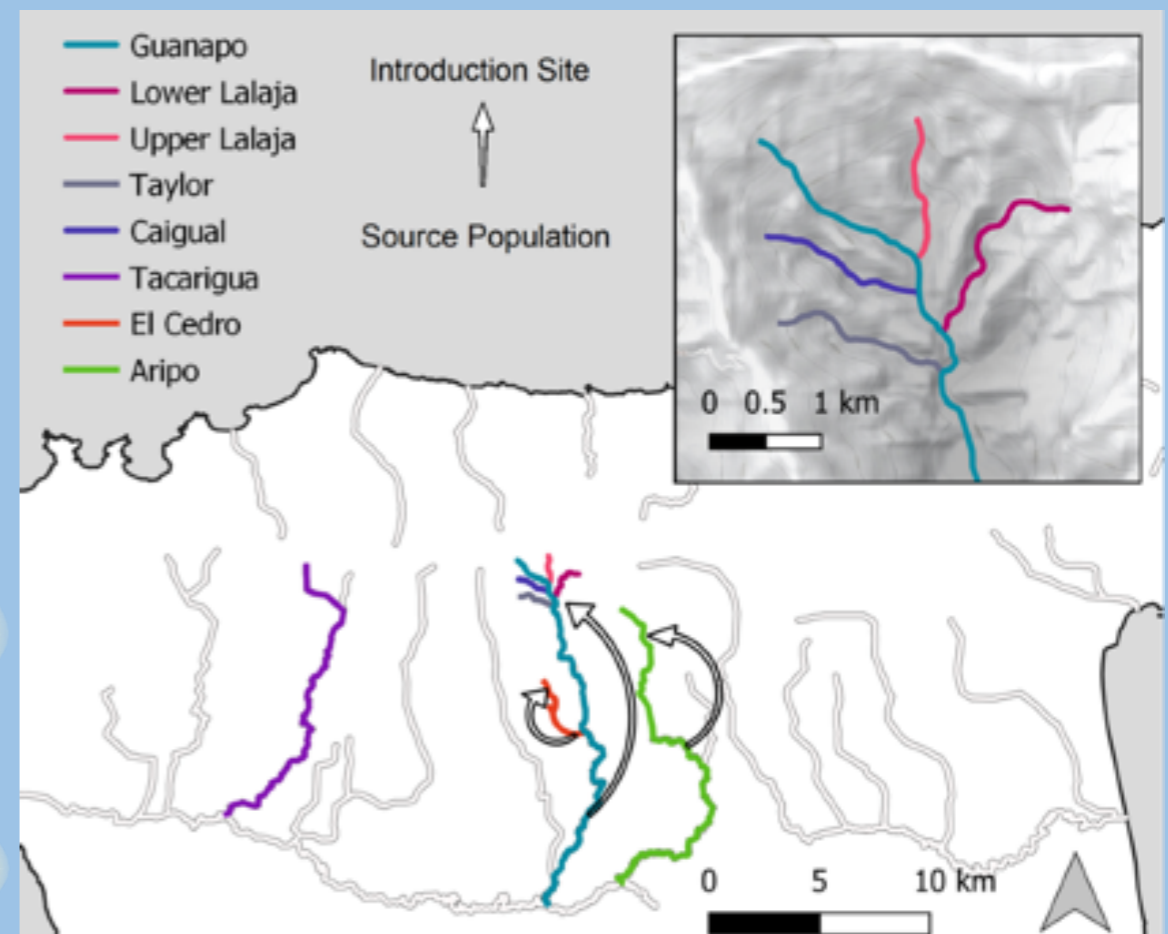 Guanapo
Lower Lalaja
Upper Lalaja
Taylor
Caigual
Tacarigua
El Cedro
Aripo
Introduction Site
Source Population
0 0.5 1 km
0 5 10 km